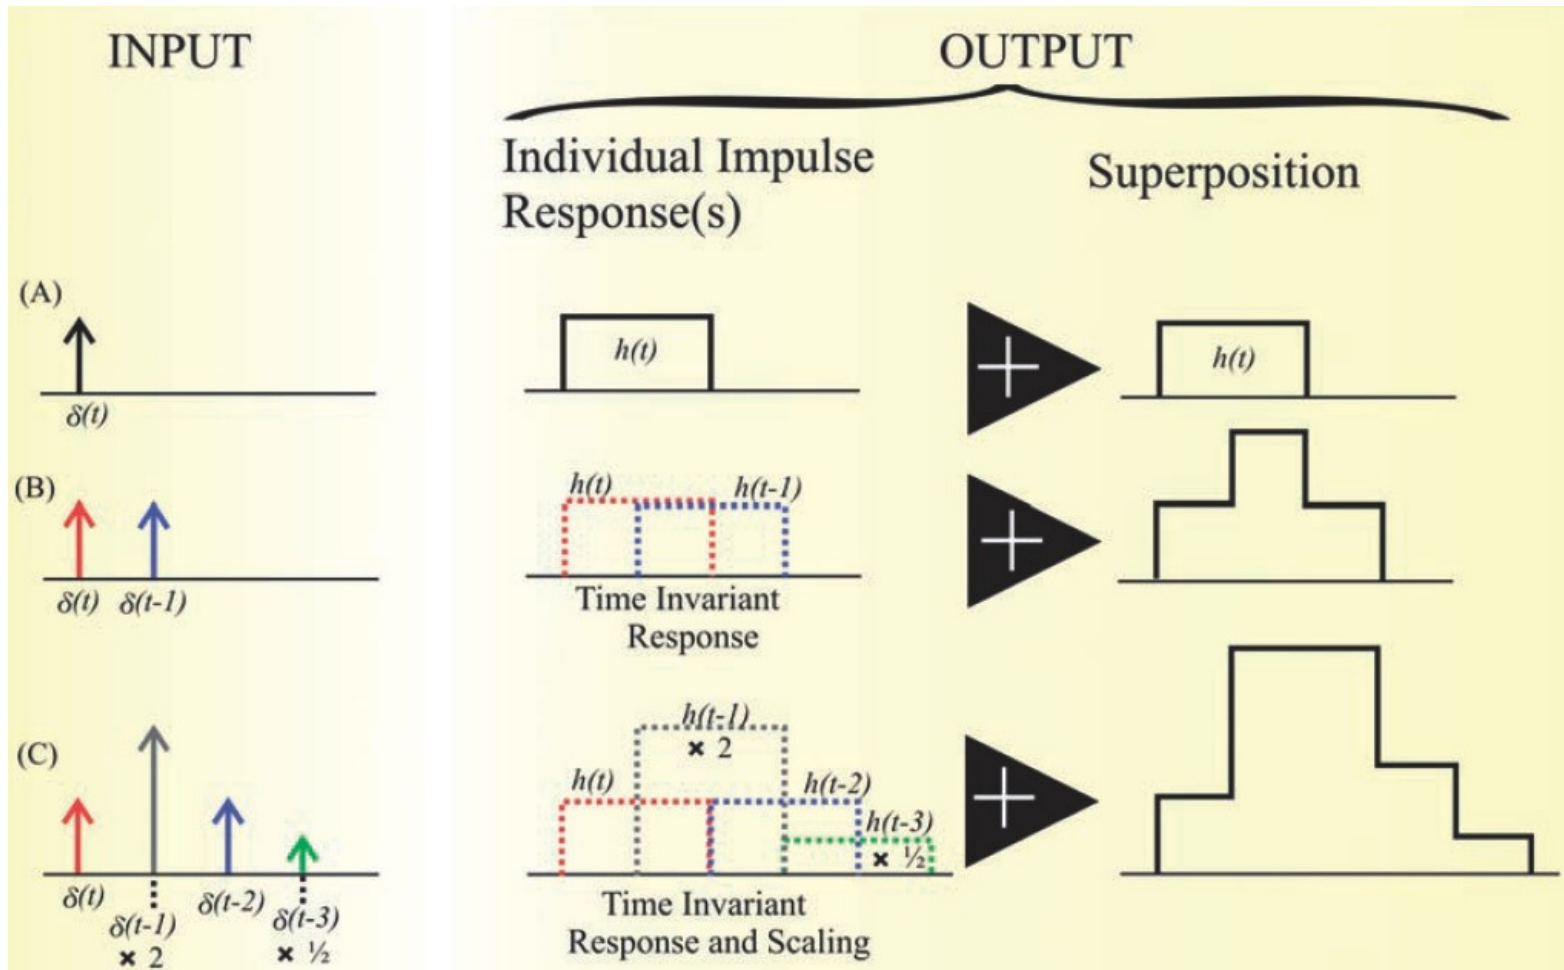 INPUT
OUTPUT
Individual Impulse
Response(s)
Superposition
(A)
δ(t)
h(t)
+
h(t)
(B)
δ(t) δ(t-1)
h(t) h(t-1)
Time Invariant
Response
+
(C)
δ(t)
δ(t-1)
× 2
δ(t-2)
δ(t-3)
× ½
h(t)
h(t-1)
× 2
h(t-2)
h(t-3)
× ½
Time Invariant
Response and Scaling
+